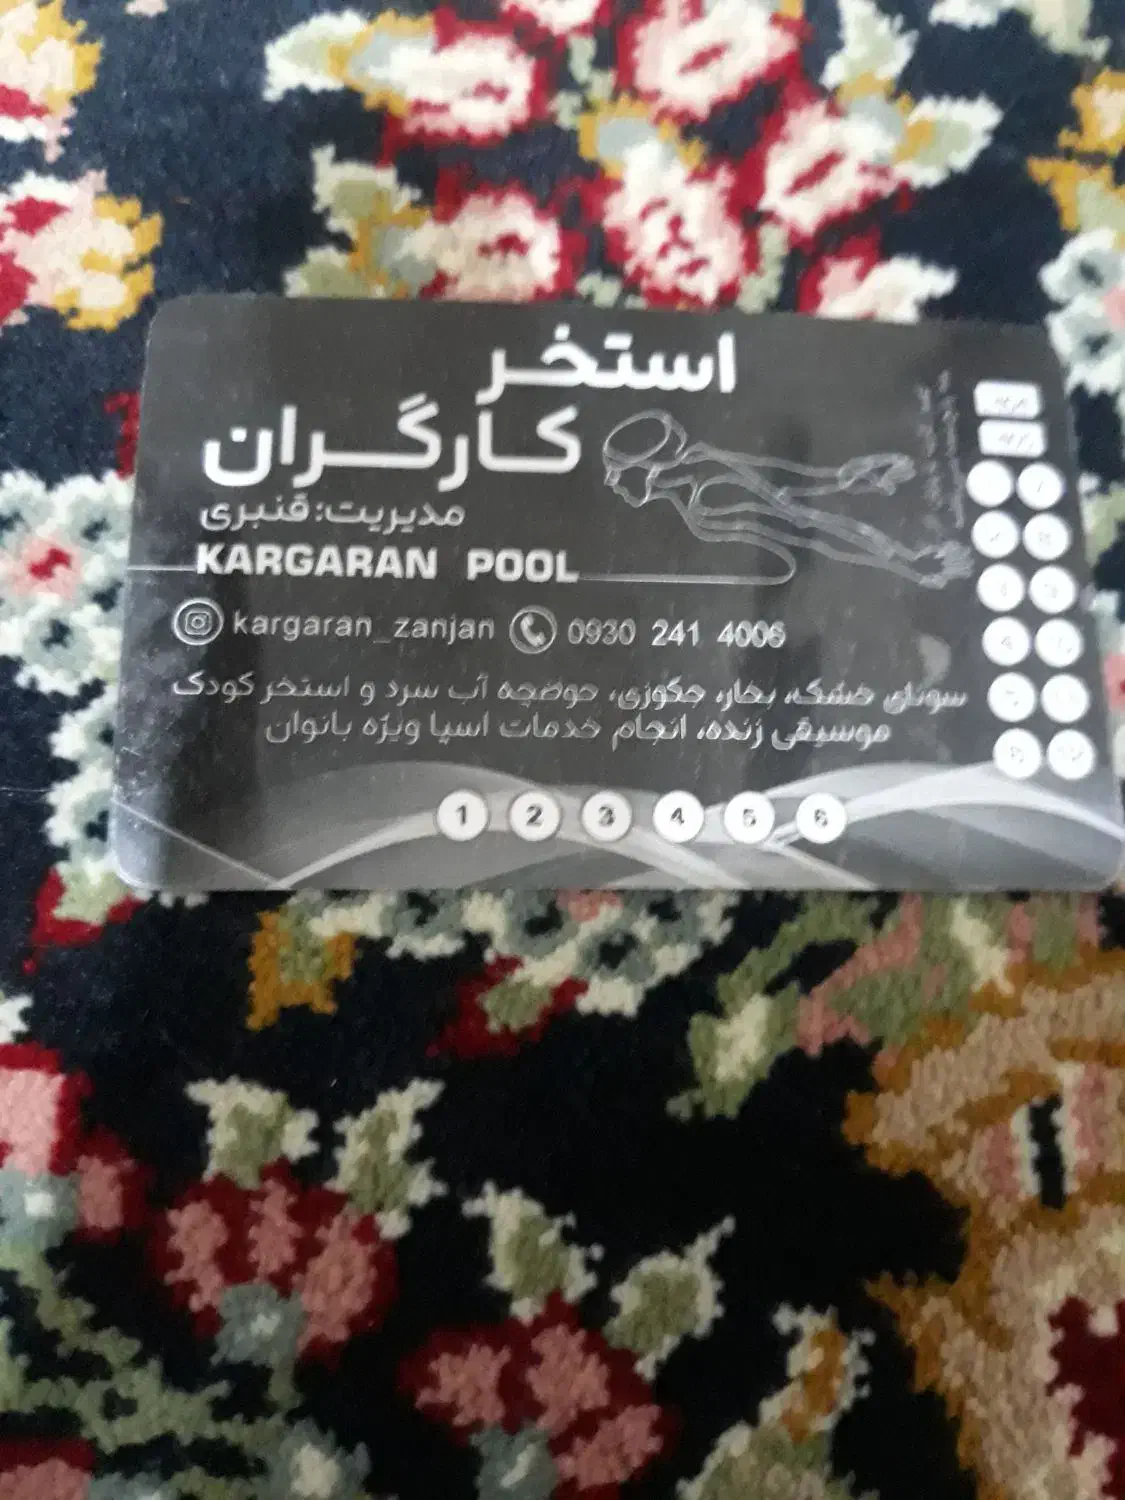 استخر
کارگران
مدیریت: قنبری
KARGARAN POOL
kargaran_zanjan 0930 241 4006
سونای خشک، بخار، جکوزی، حوضچه آب سرد و استخر کودک
موسیقی زنده، انجام خدمات اسپا ویژه بانوان
1 2 3 4 5 6